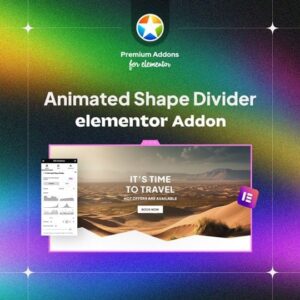 Premium Addons
for elementor
Animated Shape Divider
elementor Addon
IT'S TIME
TO TRAVEL
HOT OFFERS ARE AVAILABLE
BOOK NOW